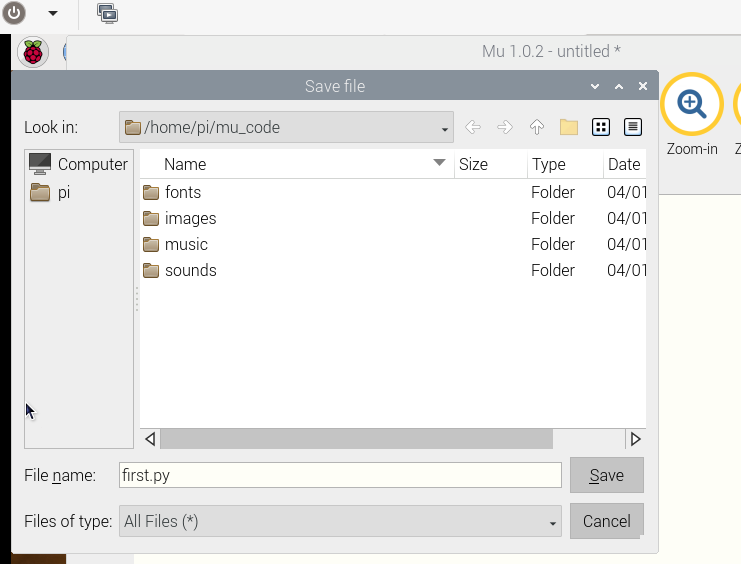 Mu 1.0.2 - untitled *
Save file
Zoom-in
Look in:
/home/pi/mu_code
Computer
pi
Name
Size
Type
Date
fonts
Folder
04/01
images
Folder
04/01
music
Folder
04/01
sounds
Folder
04/01
File name:
first.py
Save
Files of type:
All Files (*)
Cancel